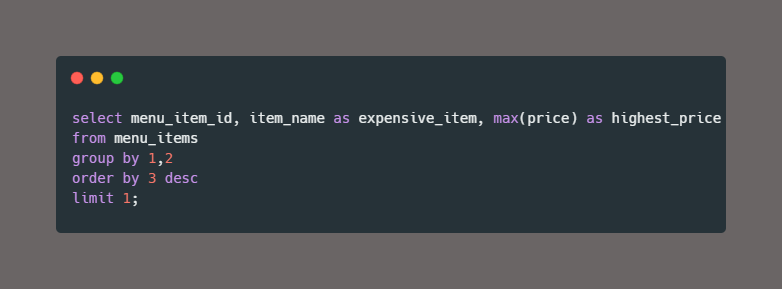 select menu_item_id, item_name as expensive_item, max(price) as highest_price
from menu_items
group by 1,2
order by 3 desc
limit 1;